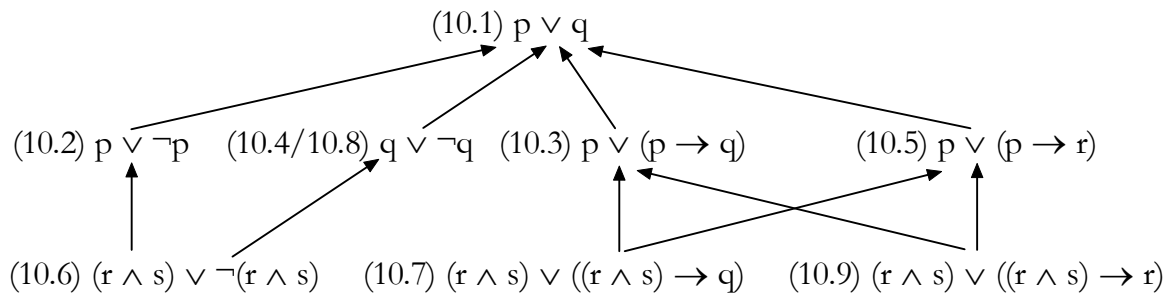 (10.1) p ∨ q
(10.2) p ∨ ¬p (10.4/10.8) q ∨ ¬q (10.3) p ∨ (p → q) (10.5) p ∨ (p → r)
(10.6) (r ∧ s) ∨ ¬(r ∧ s) (10.7) (r ∧ s) ∨ ((r ∧ s) → q) (10.9) (r ∧ s) ∨ ((r ∧ s) → r)